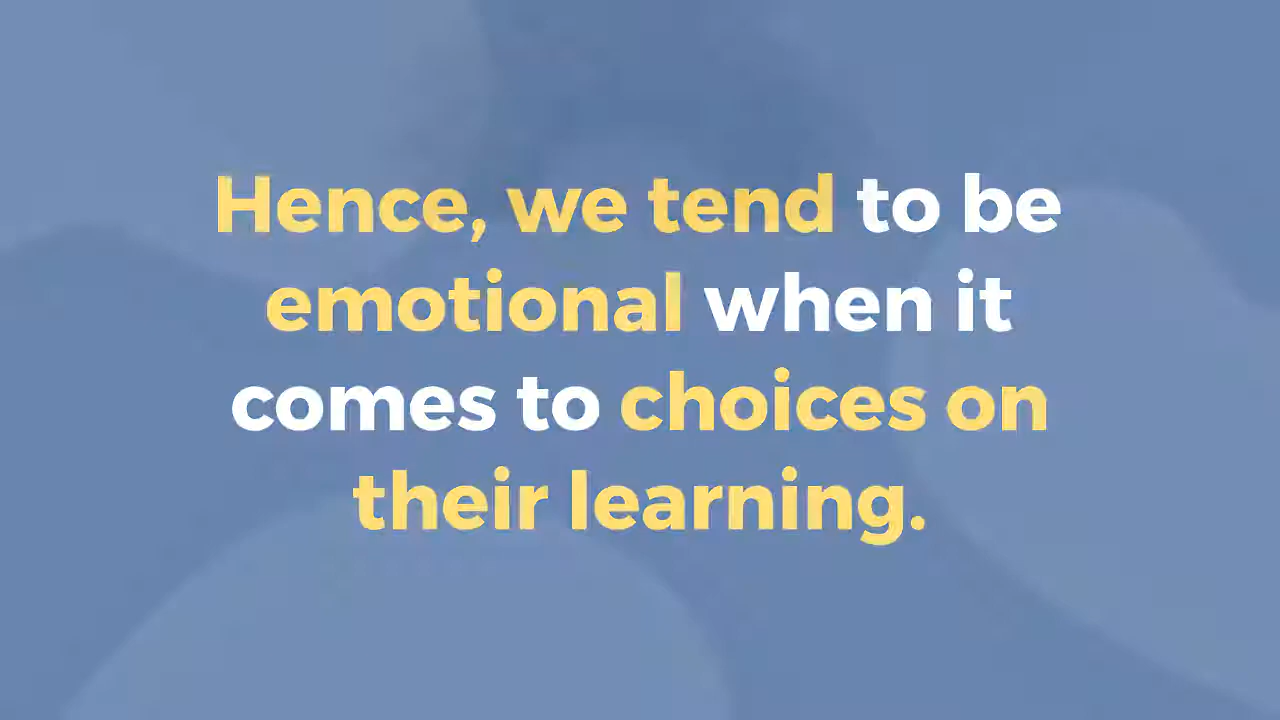 Hence, we tend to be
emotional when it
comes to choices on
their learning.